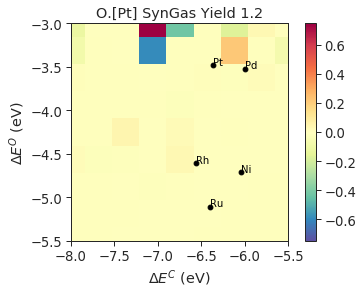 O.[Pt] SynGas Yield 1.2
−3.0
−3.5
−4.0
−4.5
−5.0
−5.5
ΔE^O (eV)
Pt
Pd
Rh
Ni
Ru
−8.0 −7.5 −7.0 −6.5 −6.0 −5.5
ΔE^C (eV)
0.6
0.4
0.2
0.0
−0.2
−0.4
−0.6